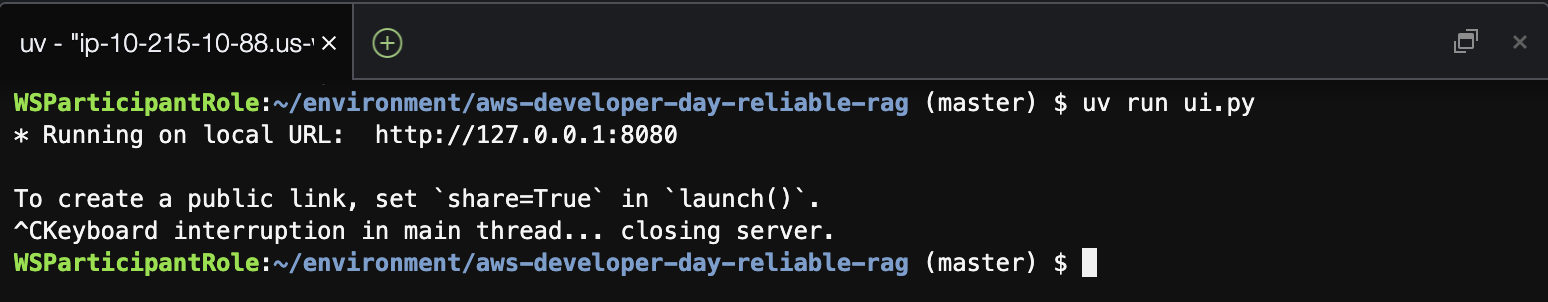 uv - "ip-10-215-10-88.us-
WSParticipantRole:~/environment/aws-developer-day-reliable-rag (master) $ uv run ui.py
* Running on local URL:  http://127.0.0.1:8080
To create a public link, set `share=True` in `launch()`.
^CKeyboard interruption in main thread... closing server.
WSParticipantRole:~/environment/aws-developer-day-reliable-rag (master) $